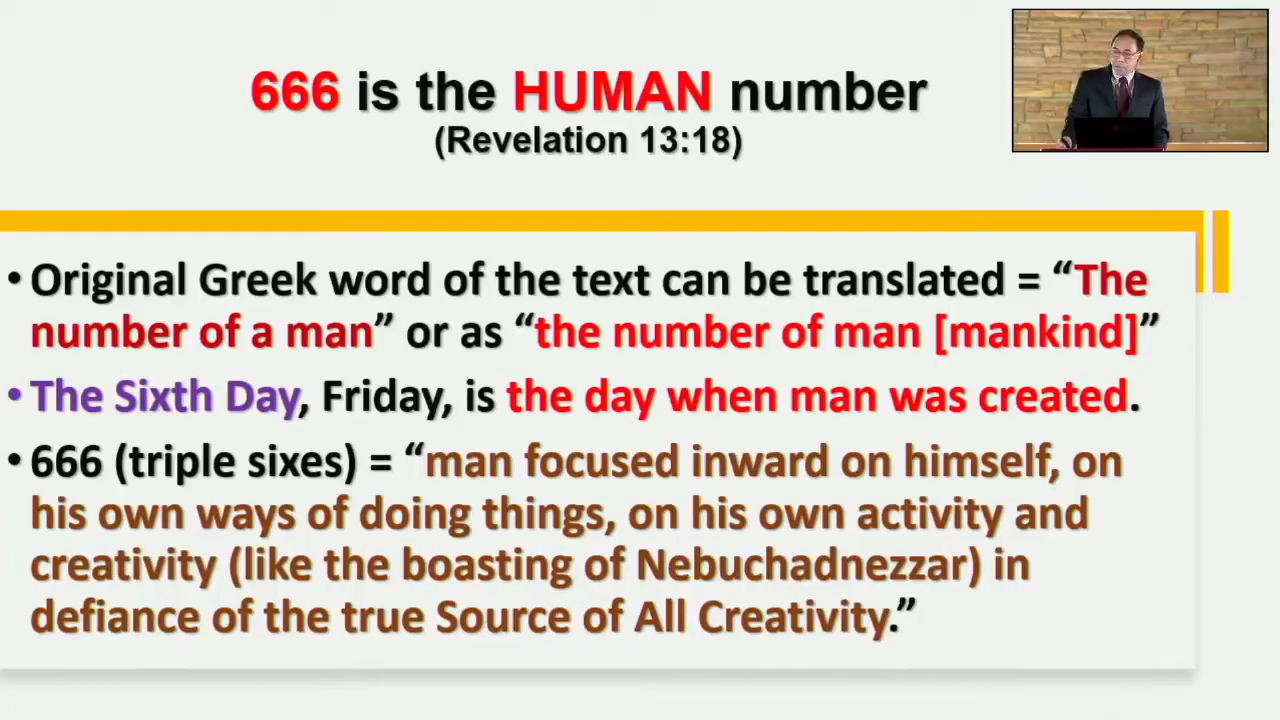 666 is the HUMAN number
(Revelation 13:18)
• Original Greek word of the text can be translated = “The
number of a man” or as “the number of man [mankind]”
• The Sixth Day, Friday, is the day when man was created.
• 666 (triple sixes) = “man focused inward on himself, on
his own ways of doing things, on his own activity and
creativity (like the boasting of Nebuchadnezzar) in
defiance of the true Source of All Creativity.”